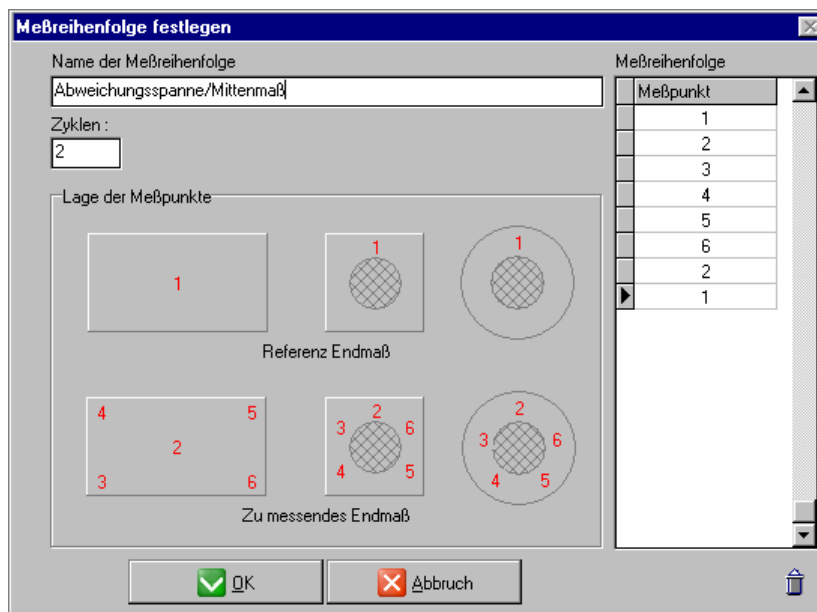 Meßreihenfolge festlegen
Name der Meßreihenfolge
Abweichungsspanne/Mittenmaß
Zyklen :
2
Lage der Meßpunkte
1 1 1
Referenz Endmaß
4 5 2 2
2 3 6 3 6
3 6 4 5 4 5
Zu messendes Endmaß
OK
Abbruch
Meßreihenfolge
Meßpunkt
1
2
3
4
5
6
2
1